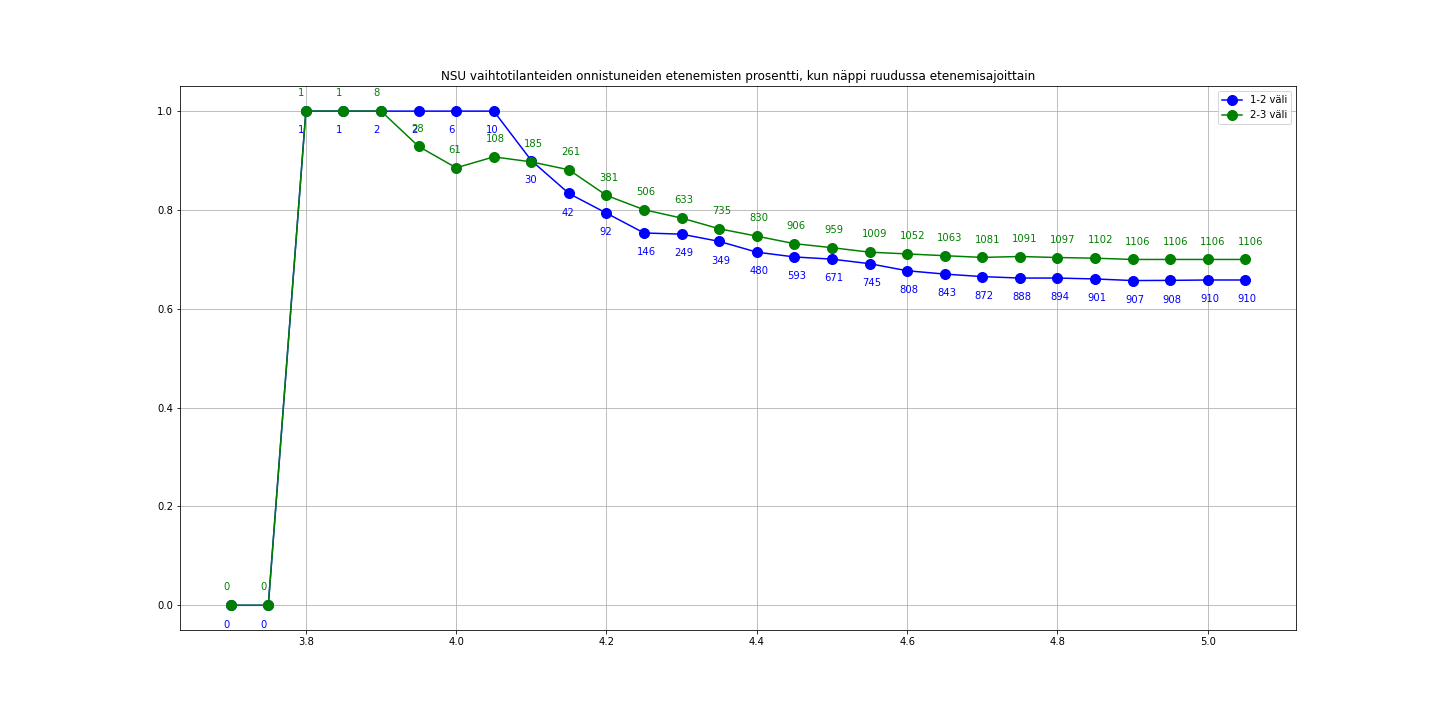 NSU vaihtotilanteiden onnistuneiden etenemisten prosentti, kun näppi ruudussa etenemisajoittain
1-2 väli
2-3 väli
1.0
0.8
0.6
0.4
0.2
0.0
0 0 1 1 8 28 61 108 185 261 381 506 633 735 830 906 959 1009 1052 1063 1081 1091 1097 1102 1106 1106 1106 1106
0 0 1 1 2 2 6 10 30 42 92 146 249 349 480 593 671 745 808 843 872 888 894 901 907 908 910 910
3.8 4.0 4.2 4.4 4.6 4.8 5.0